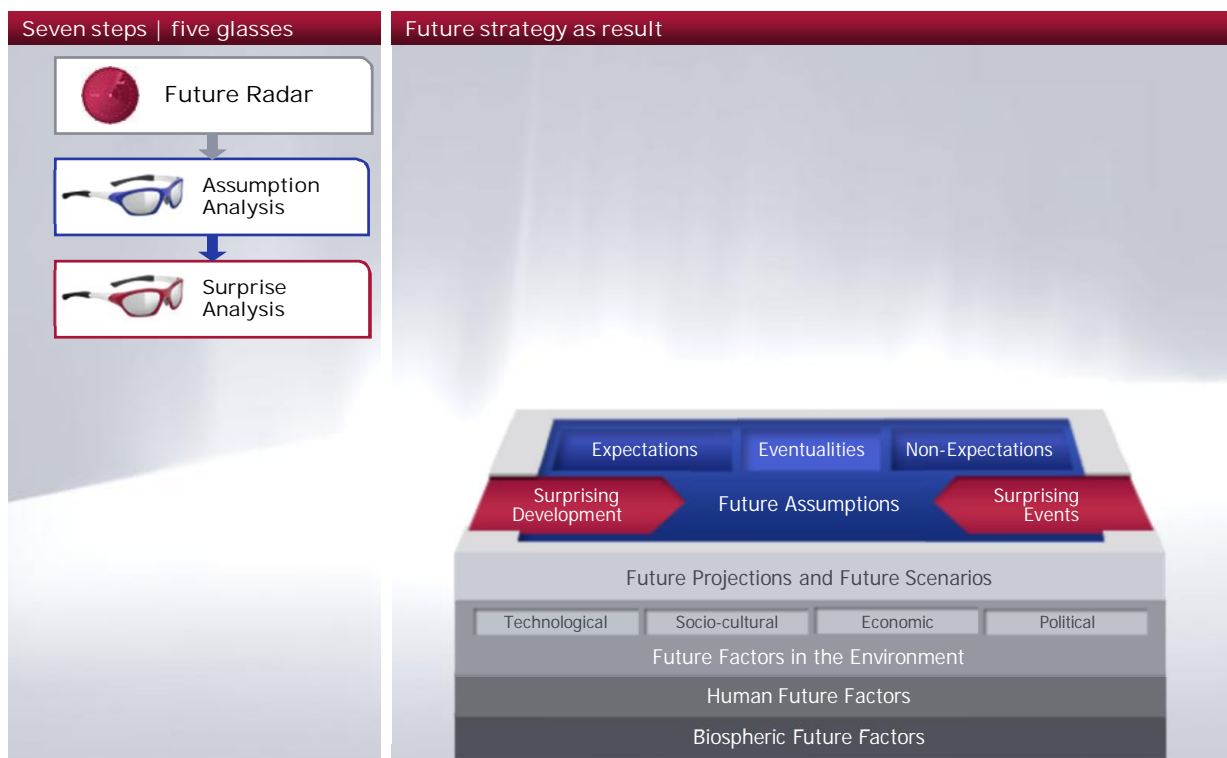 Seven steps | five glasses
Future Radar
Assumption
Analysis
Surprise
Analysis
Future strategy as result
Expectations
Eventualities
Non-Expectations
Surprising
Development
Future Assumptions
Surprising
Events
Future Projections and Future Scenarios
Technological
Socio-cultural
Economic
Political
Future Factors in the Environment
Human Future Factors
Biospheric Future Factors